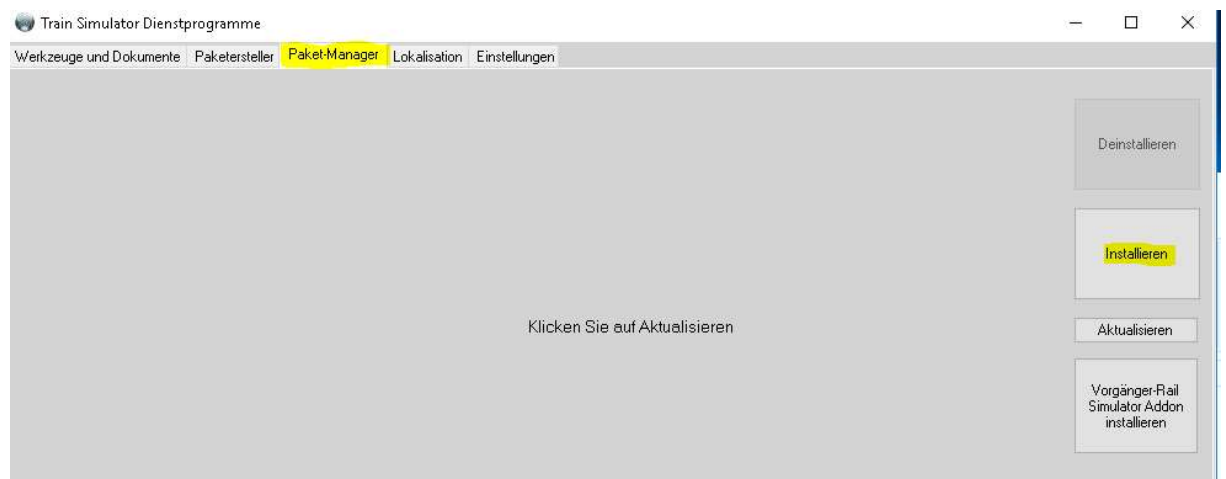 Train Simulator Dienstprogramme
Werkzeuge und Dokumente Paketersteller Paket-Manager Lokalisation Einstellungen
Deinstallieren
Installieren
Klicken Sie auf Aktualisieren
Aktualisieren
Vorgänger-Rail
Simulator Addon
installieren